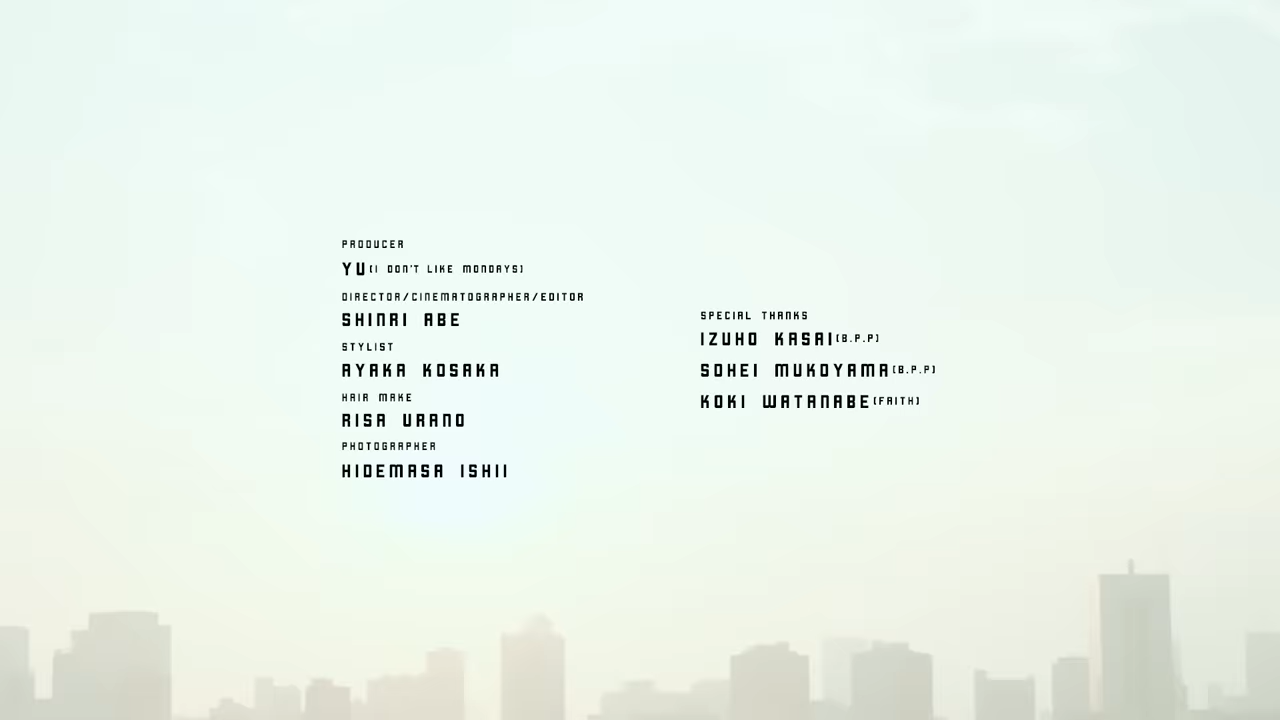 PRODUCER
YU(I DON'T LIKE MONDAYS)
DIRECTOR/CINEMATOGRAPHER/EDITOR
SHINRI ABE
STYLIST
AYAKA KOSAKA
HAIR MAKE
RISA URANO
PHOTOGRAPHER
HIDEMASA ISHII
SPECIAL THANKS
IZUHO KASAI(B.P.P)
SOHEI MUKOYAMA(B.P.P)
KOKI WATANABE(FAITH)